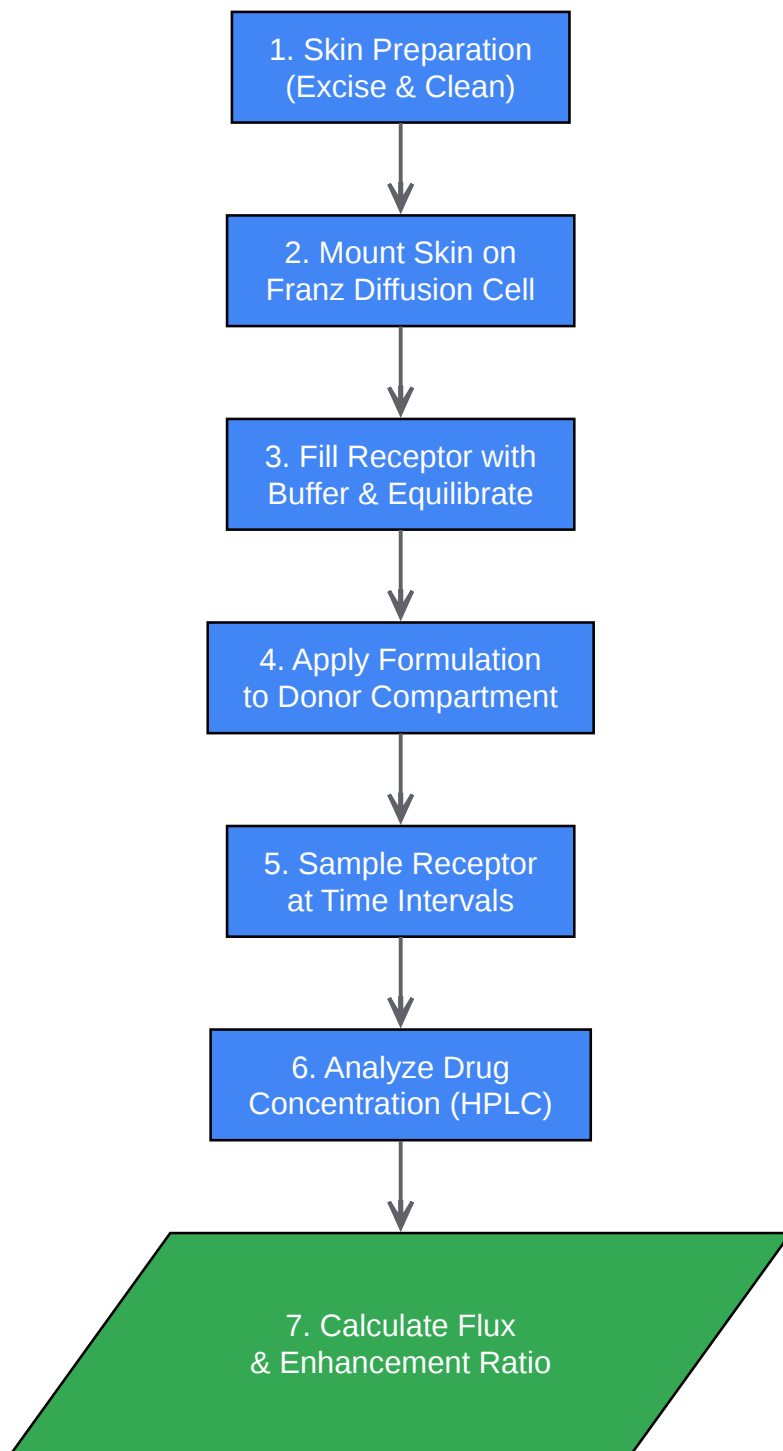 1. Skin Preparation
(Excise & Clean)
2. Mount Skin on
Franz Diffusion Cell
3. Fill Receptor with
Buffer & Equilibrate
4. Apply Formulation
to Donor Compartment
5. Sample Receptor
at Time Intervals
6. Analyze Drug
Concentration (HPLC)
7. Calculate Flux
& Enhancement Ratio